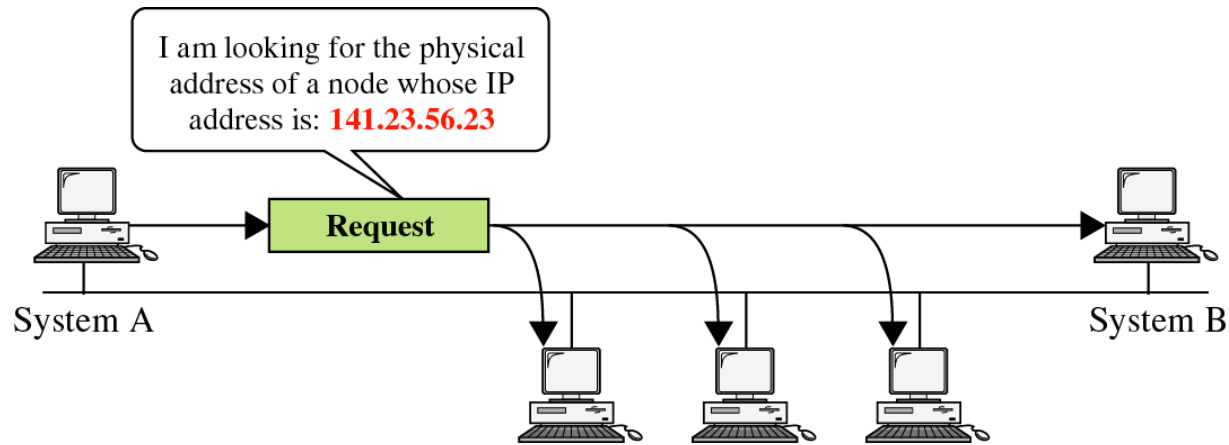 I am looking for the physical
address of a node whose IP
address is: 141.23.56.23
Request
System A
System B